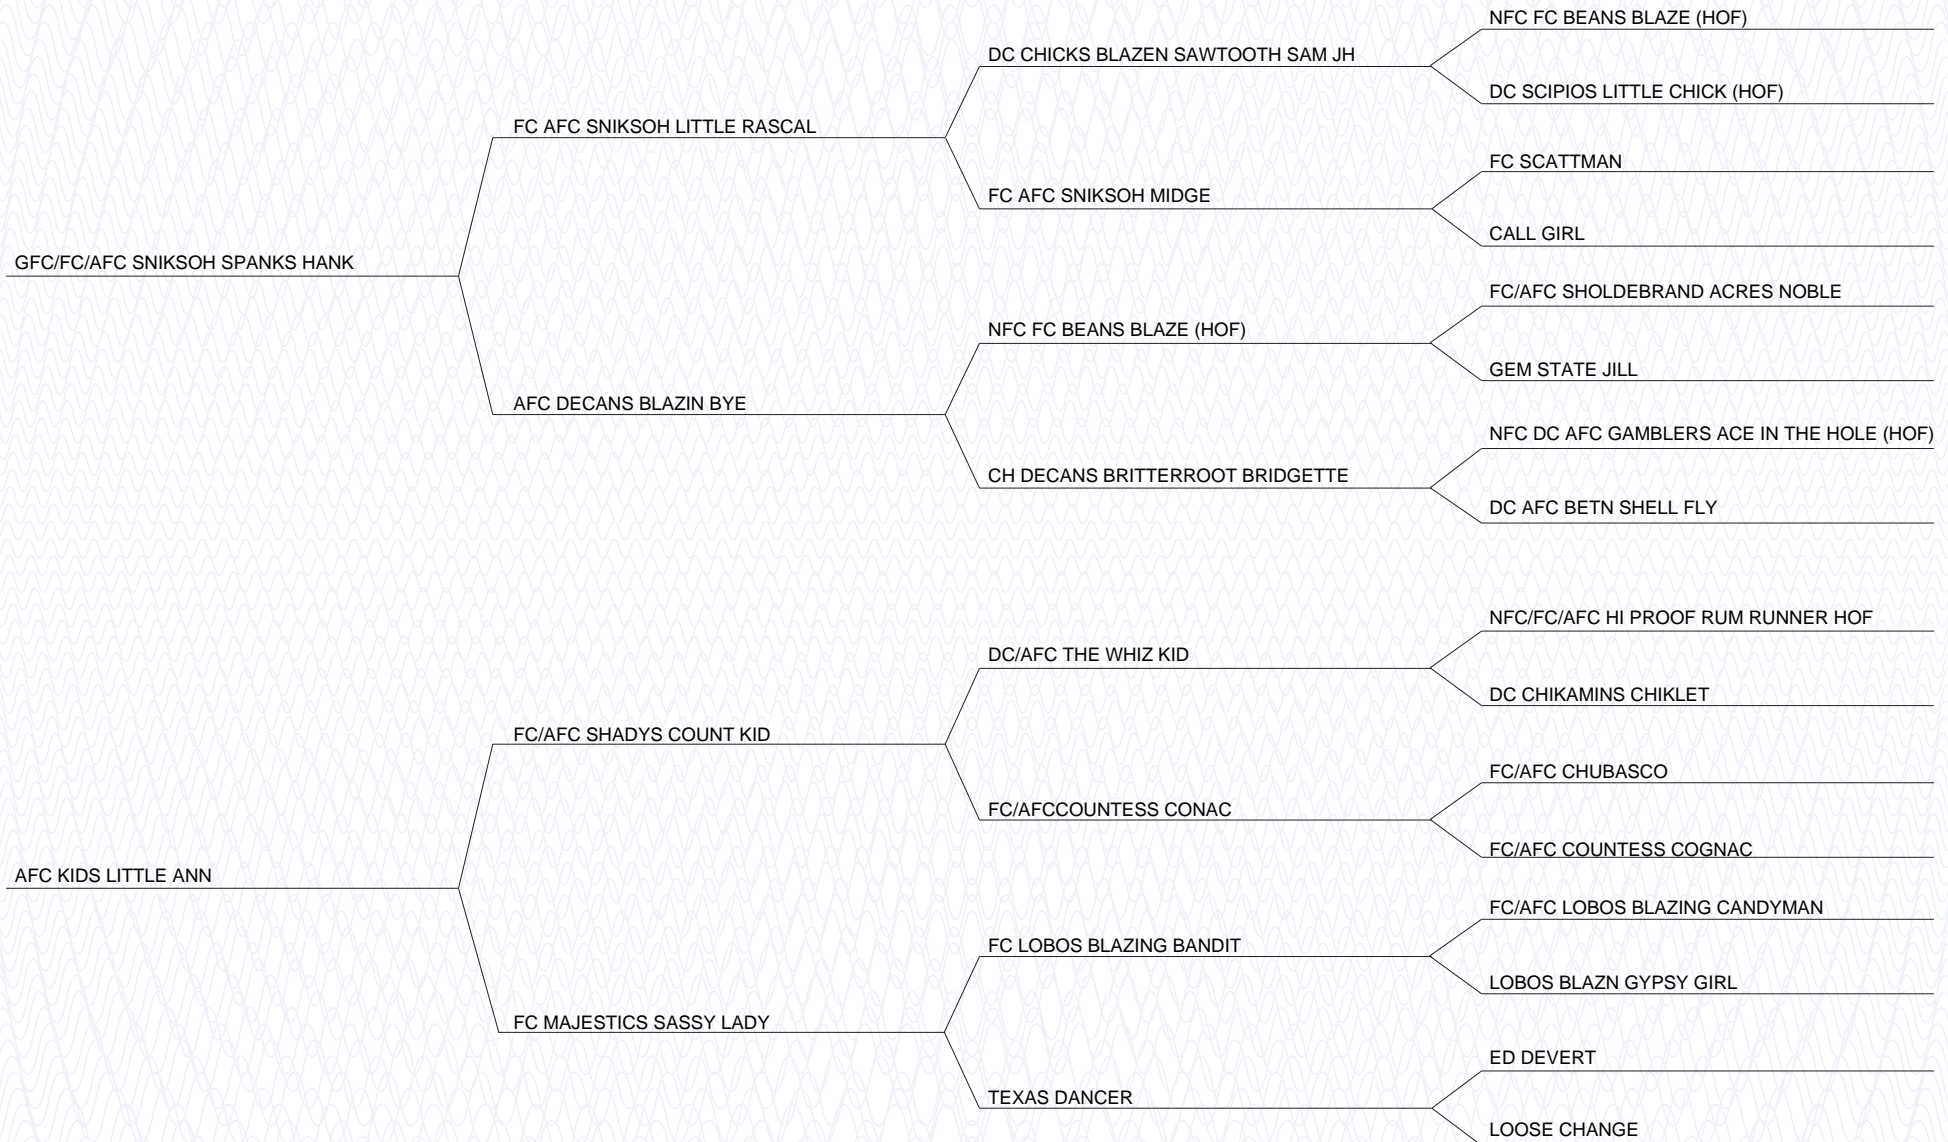 NFC FC BEANS BLAZE (HOF)
DC CHICKS BLAZEN SAWTOOTH SAM JH
DC SCIPIOS LITTLE CHICK (HOF)
FC AFC SNIKSOH LITTLE RASCAL
FC SCATTMAN
FC AFC SNIKSOH MIDGE
CALL GIRL
GFC/FC/AFC SNIKSOH SPANKS HANK
FC/AFC SHOLDEBRAND ACRES NOBLE
NFC FC BEANS BLAZE (HOF)
GEM STATE JILL
AFC DECANS BLAZIN BYE
NFC DC AFC GAMBLERS ACE IN THE HOLE (HOF)
CH DECANS BRITTERROOT BRIDGETTE
DC AFC BETN SHELL FLY
NFC/FC/AFC HI PROOF RUM RUNNER HOF
DC/AFC THE WHIZ KID
DC CHIKAMINS CHIKLET
FC/AFC SHADYS COUNT KID
FC/AFC CHUBASCO
FC/AFCCOUNTESS CONAC
FC/AFC COUNTESS COGNAC
AFC KIDS LITTLE ANN
FC/AFC LOBOS BLAZING CANDYMAN
FC LOBOS BLAZING BANDIT
LOBOS BLAZN GYPSY GIRL
FC MAJESTICS SASSY LADY
ED DEVERT
TEXAS DANCER
LOOSE CHANGE